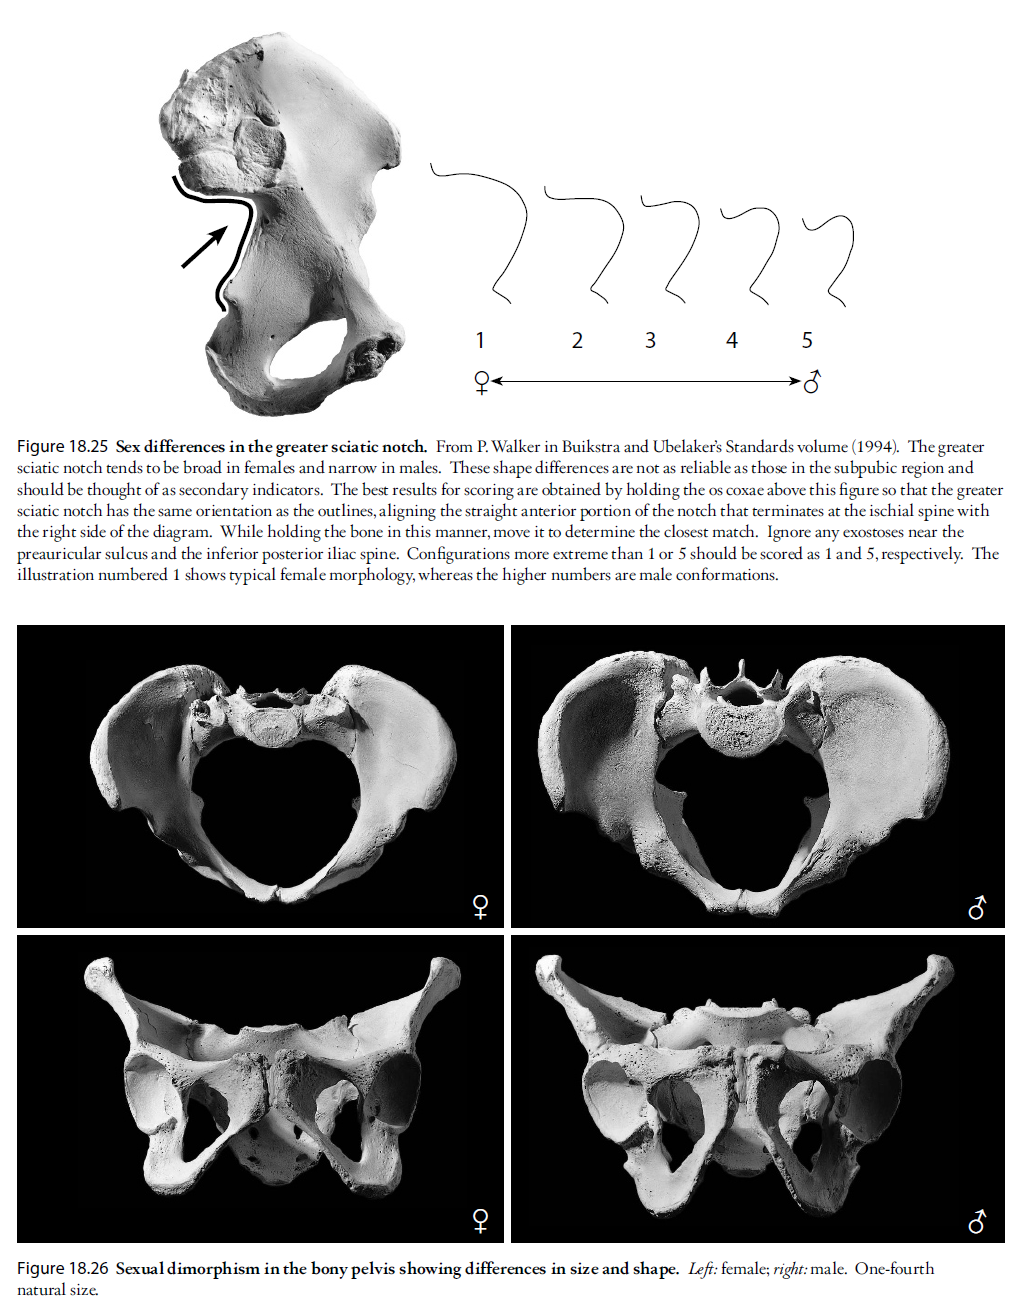 1 2 3 4 5
♀ ♂
Figure 18.25 Sex differences in the greater sciatic notch. From P. Walker in Buikstra and Ubelaker’s Standards volume (1994). The greater
sciatic notch tends to be broad in females and narrow in males. These shape differences are not as reliable as those in the subpubic region and
should be thought of as secondary indicators. The best results for scoring are obtained by holding the os coxae above this figure so that the greater
sciatic notch has the same orientation as the outlines, aligning the straight anterior portion of the notch that terminates at the ischial spine with
the right side of the diagram. While holding the bone in this manner, move it to determine the closest match. Ignore any exostoses near the
preauricular sulcus and the inferior posterior iliac spine. Configurations more extreme than 1 or 5 should be scored as 1 and 5, respectively. The
illustration numbered 1 shows typical female morphology, whereas the higher numbers are male conformations.
♀ ♂
♀ ♂
Figure 18.26 Sexual dimorphism in the bony pelvis showing differences in size and shape. Left: female; right: male. One-fourth
natural size.